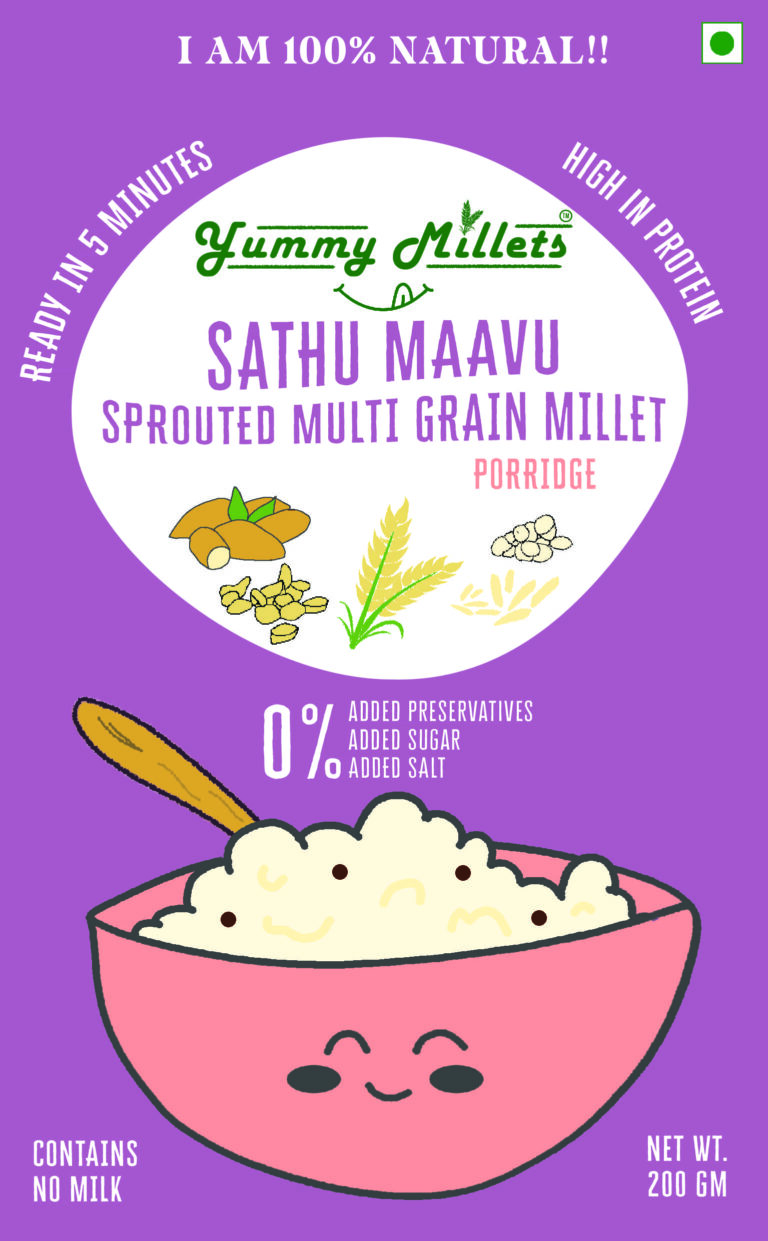 I AM 100% NATURAL!!
READY IN 5 MINUTES
HIGH IN PROTEIN
Yummy Millets™
SATHU MAAVU
SPROUTED MULTI GRAIN MILLET
PORRIDGE
0% ADDED PRESERVATIVES
ADDED SUGAR
ADDED SALT
CONTAINS
NO MILK
NET WT.
200 GM